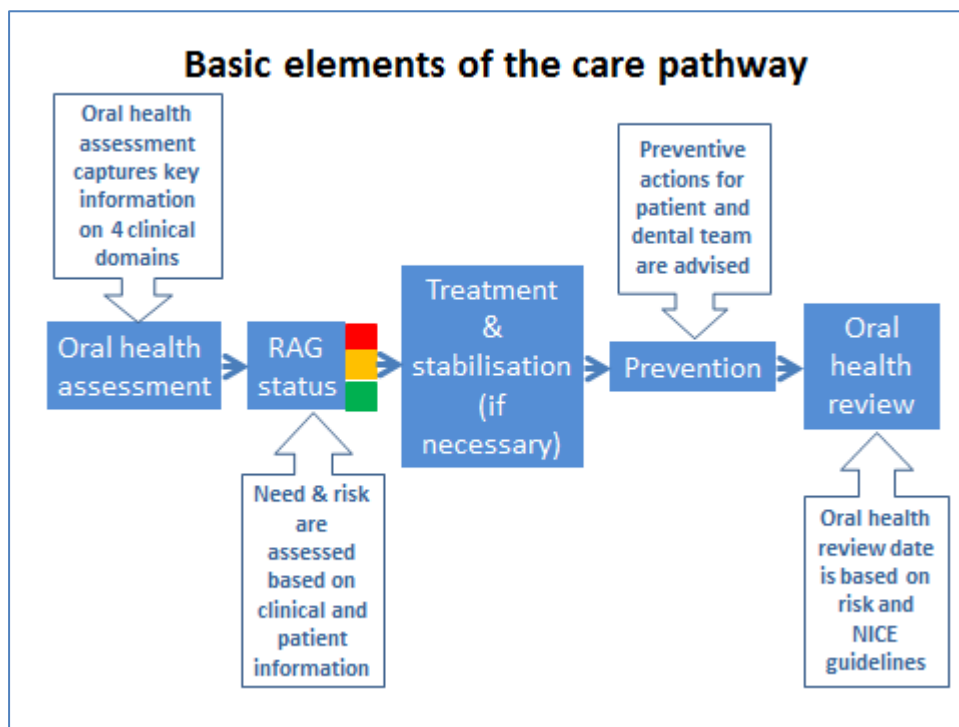 Basic elements of the care pathway
Oral health
assessment
captures key
information
on 4 clinical
domains
Preventive
actions for
patient and
dental team
are advised
Oral health
assessment
RAG
status
Treatment
&
stabilisation
(if
necessary)
Prevention
Oral
health
review
Need & risk
are
assessed
based on
clinical and
patient
information
Oral health
review date
is based on
risk and
NICE
guidelines